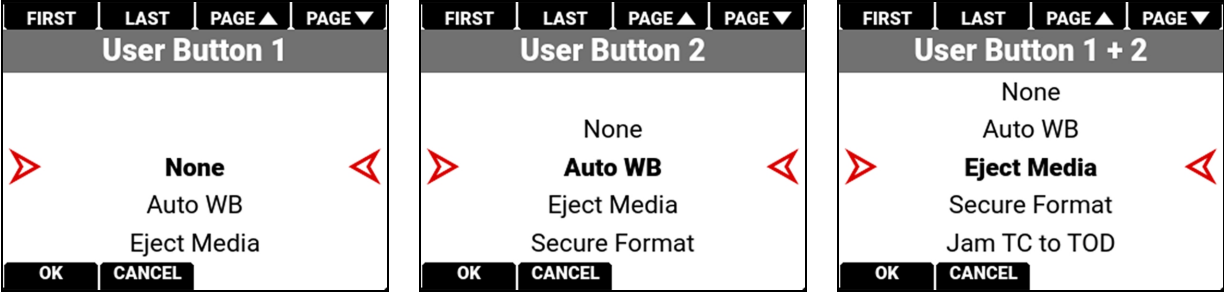 FIRST LAST PAGE▲ PAGE▼
User Button 1
None
Auto WB
Eject Media
OK CANCEL
FIRST LAST PAGE▲ PAGE▼
User Button 2
None
Auto WB
Eject Media
Secure Format
OK CANCEL
FIRST LAST PAGE▲ PAGE▼
User Button 1 + 2
None
Auto WB
Eject Media
Secure Format
Jam TC to TOD
OK CANCEL